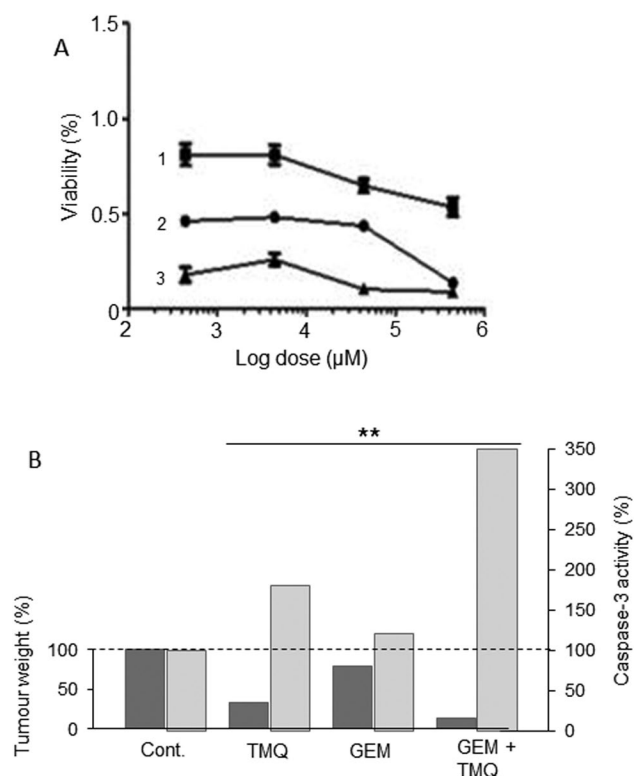 A
Viability (%)
1.5
1.0
0.5
0
1
2
3
2 3 4 5 6
Log dose (µM)
B
**
Tumour weight (%)
100
50
0
350
300
250
200
150
100
50
0
Caspase-3 activity (%)
Cont. TMQ GEM GEM +
TMQ